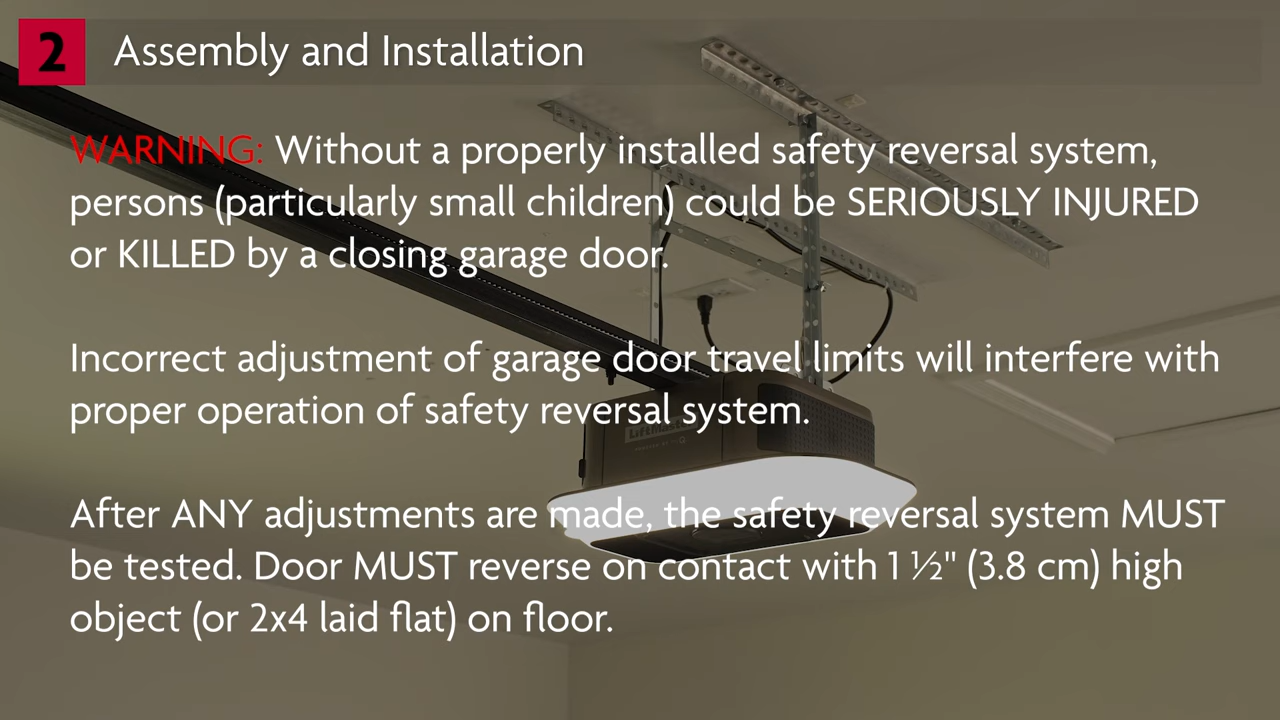 2 Assembly and Installation
WARNING: Without a properly installed safety reversal system,
persons (particularly small children) could be SERIOUSLY INJURED
or KILLED by a closing garage door.
Incorrect adjustment of garage door travel limits will interfere with
proper operation of safety reversal system.
After ANY adjustments are made, the safety reversal system MUST
be tested. Door MUST reverse on contact with 1 ½" (3.8 cm) high
object (or 2x4 laid flat) on floor.